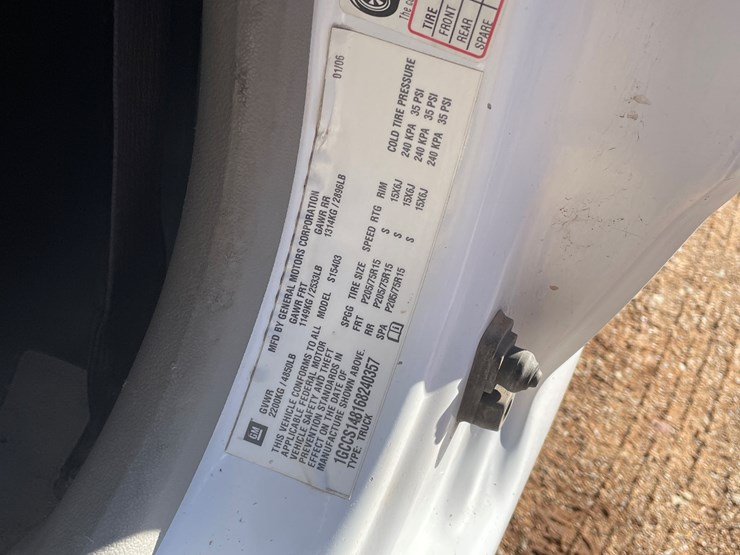 The
TIRE
FRONT
REAR
SPARE
MFD BY GENERAL MOTORS CORPORATION
01/06
GM
GVWR GAWR FRT GAWR RR
2200KG/4850LB 1149KG/2533LB 1314KG/2896LB
THIS VEHICLE CONFORMS TO ALL
APPLICABLE FEDERAL MOTOR
VEHICLE SAFETY AND THEFT
PREVENTION STANDARDS IN
EFFECT ON THE DATE OF
MANUFACTURE SHOWN ABOVE.
1GCCS148168240357
TYPE: TRUCK
MODEL S15403
SPGG TIRE SIZE SPEED RTG RIM COLD TIRE PRESSURE
FRT P205/75R15 S 15X6J 240 KPA 35 PSI
RR P205/75R15 S 15X6J 240 KPA 35 PSI
SPA P205/75R15 S 15X6J 240 KPA 35 PSI